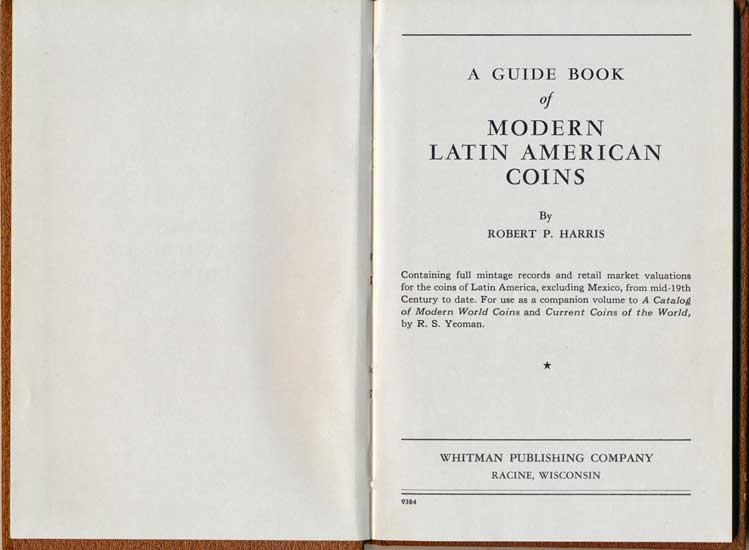 A GUIDE BOOK
of
MODERN
LATIN AMERICAN
COINS
By
ROBERT P. HARRIS
Containing full mintage records and retail market valuations
for the coins of Latin America, excluding Mexico, from mid-19th
Century to date. For use as a companion volume to A Catalog
of Modern World Coins and Current Coins of the World,
by R. S. Yeoman.
★
WHITMAN PUBLISHING COMPANY
RACINE, WISCONSIN
9384